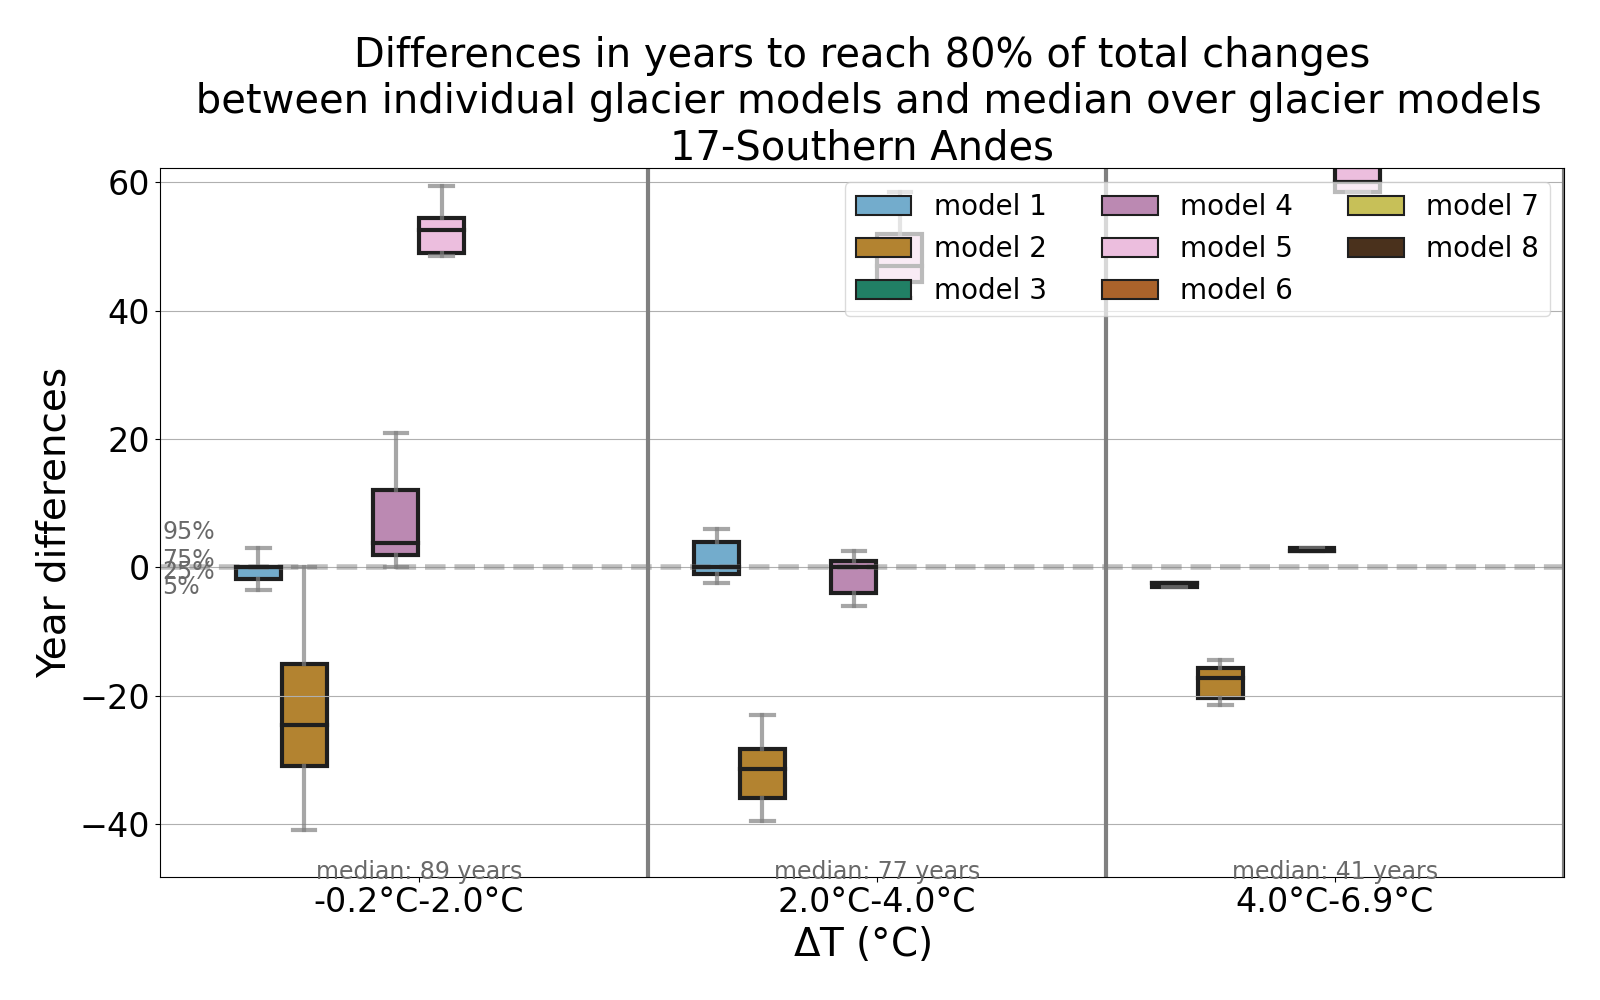 Differences in years to reach 80% of total changes
between individual glacier models and median over glacier models
17-Southern Andes
Year differences
60
40
20
0
−20
−40
95%
75%
25%
5%
model 1
model 2
model 3
model 4
model 5
model 6
model 7
model 8
median: 89 years
median: 77 years
median: 41 years
-0.2°C-2.0°C
2.0°C-4.0°C
4.0°C-6.9°C
ΔT (°C)